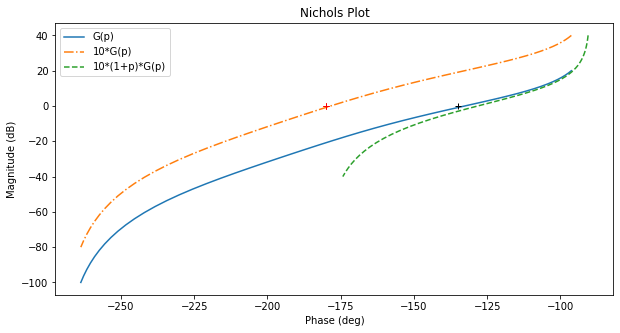 Nichols Plot
G(p)
10*G(p)
10*(1+p)*G(p)
Magnitude (dB)
40
20
0
−20
−40
−60
−80
−100
−250
−225
−200
−175
−150
−125
−100
Phase (deg)